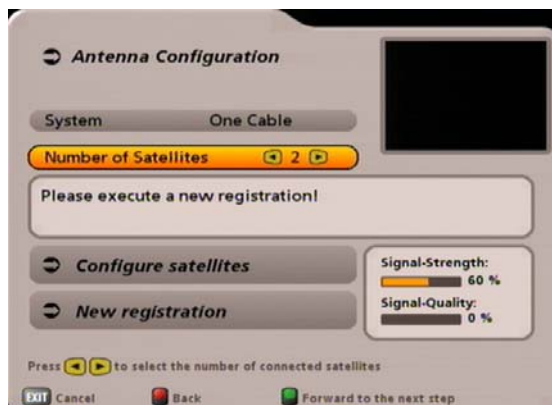 Antenna Configuration
System One Cable
Number of Satellites 2
Please execute a new registration!
Configure satellites
New registration
Signal-Strength:
60 %
Signal-Quality:
0 %
Press to select the number of connected satellites
EXIT Cancel Back Forward to the next step